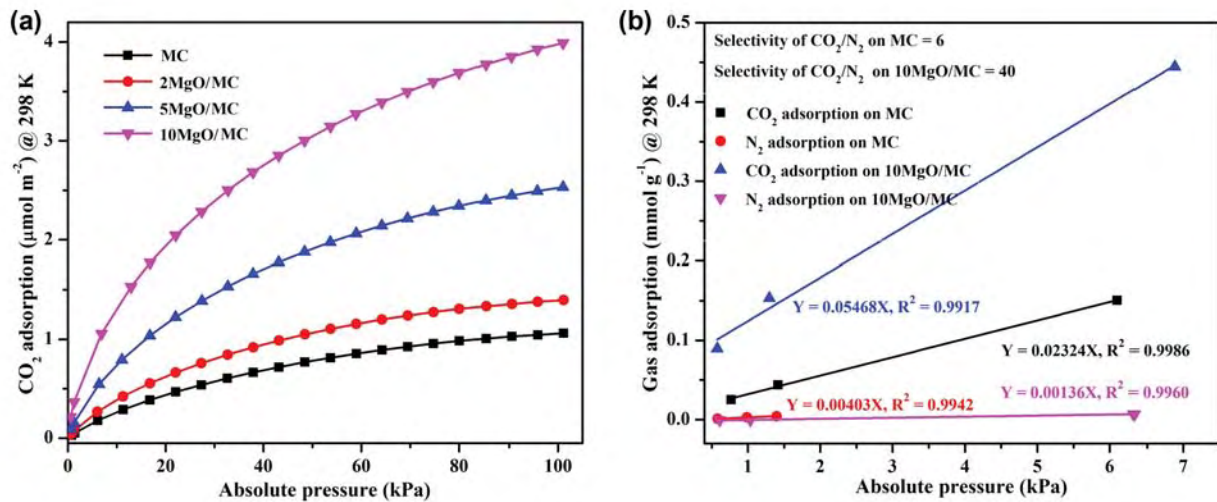 (a)
MC
2MgO/MC
5MgO/MC
10MgO/MC
CO₂ adsorption (μmol m⁻²) @ 298 K
4
3
2
1
0
0 20 40 60 80 100
Absolute pressure (kPa)
(b)
Selectivity of CO₂/N₂ on MC = 6
Selectivity of CO₂/N₂ on 10MgO/MC = 40
CO₂ adsorption on MC
N₂ adsorption on MC
CO₂ adsorption on 10MgO/MC
N₂ adsorption on 10MgO/MC
Y = 0.05468X, R² = 0.9917
Y = 0.02324X, R² = 0.9986
Y = 0.00136X, R² = 0.9960
Y = 0.00403X, R² = 0.9942
Gas adsorption (mmol g⁻¹) @ 298 K
0.5
0.4
0.3
0.2
0.1
0.0
1 2 3 4 5 6 7
Absolute pressure (kPa)